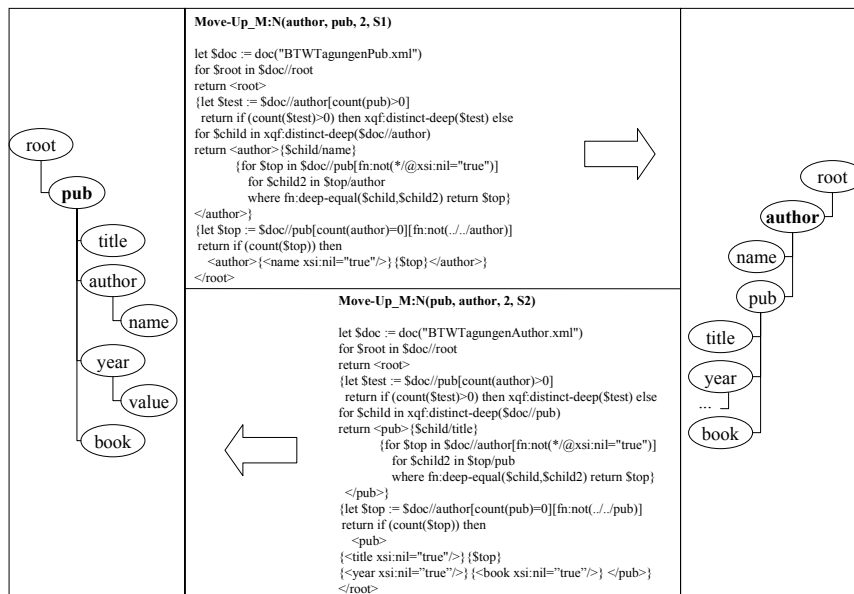 root
pub
title
author
name
year
value
book
Move-Up_M:N(author, pub, 2, S1)
let $doc := doc("BTWTagungenPub.xml")
for $root in $doc//root
return <root>
{let $test := $doc//author[count(pub)>0]
return if (count($test)>0) then xqf:distinct-deep($test) else
for $child in xqf:distinct-deep($doc//author)
return <author>{$child/name}
{for $top in $doc//pub[fn:not(*/@xsi:nil="true")]
for $child2 in $top/author
where fn:deep-equal($child,$child2) return $top}
</author>}
{let $top := $doc//pub[count(author)=0][fn:not(../../author)]
return if (count($top)) then
<author>{<name xsi:nil="true"/>}{$top}</author>}
</root>
Move-Up_M:N(pub, author, 2, S2)
let $doc := doc("BTWTagungenAuthor.xml")
for $root in $doc//root
return <root>
{let $test := $doc//pub[count(author)>0]
return if (count($test)>0) then xqf:distinct-deep($test) else
for $child in xqf:distinct-deep($doc//pub)
return <pub>{$child/title}
{for $top in $doc//author[fn:not(*/@xsi:nil="true")]
for $child2 in $top/pub
where fn:deep-equal($child,$child2) return $top}
</pub>}
{let $top := $doc//author[count(pub)=0][fn:not(../../pub)]
return if (count($top)) then
<pub>
{<title xsi:nil="true"/>}{$top}
{<year xsi:nil=”true”/>}{<book xsi:nil=”true”/>} </pub>}
</root>
root
author
name
pub
title
year
...
book